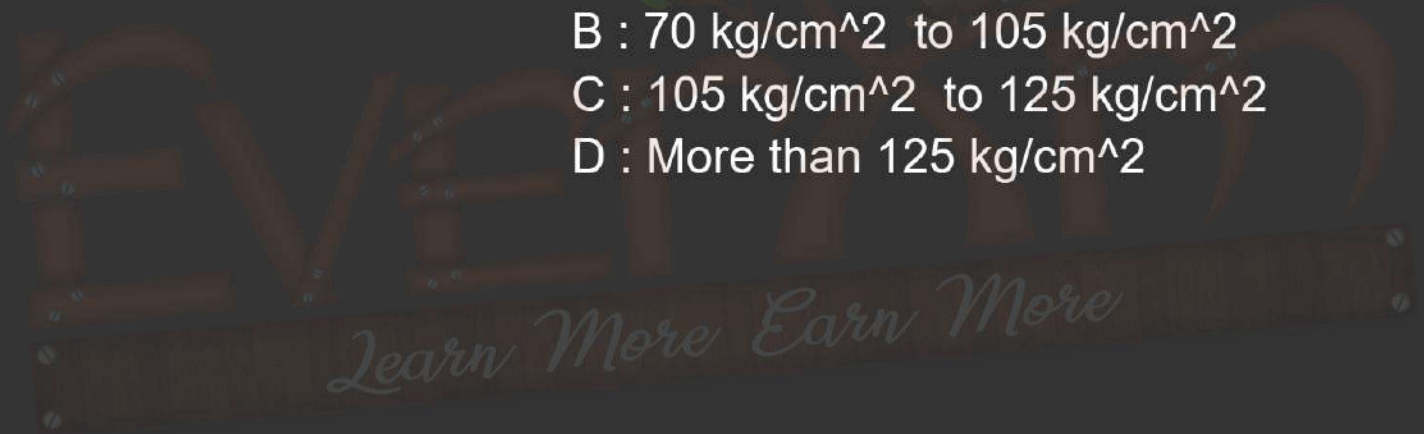 B : 70 kg/cm^2 to 105 kg/cm^2
C : 105 kg/cm^2 to 125 kg/cm^2
D : More than 125 kg/cm^2
Learn More Earn More